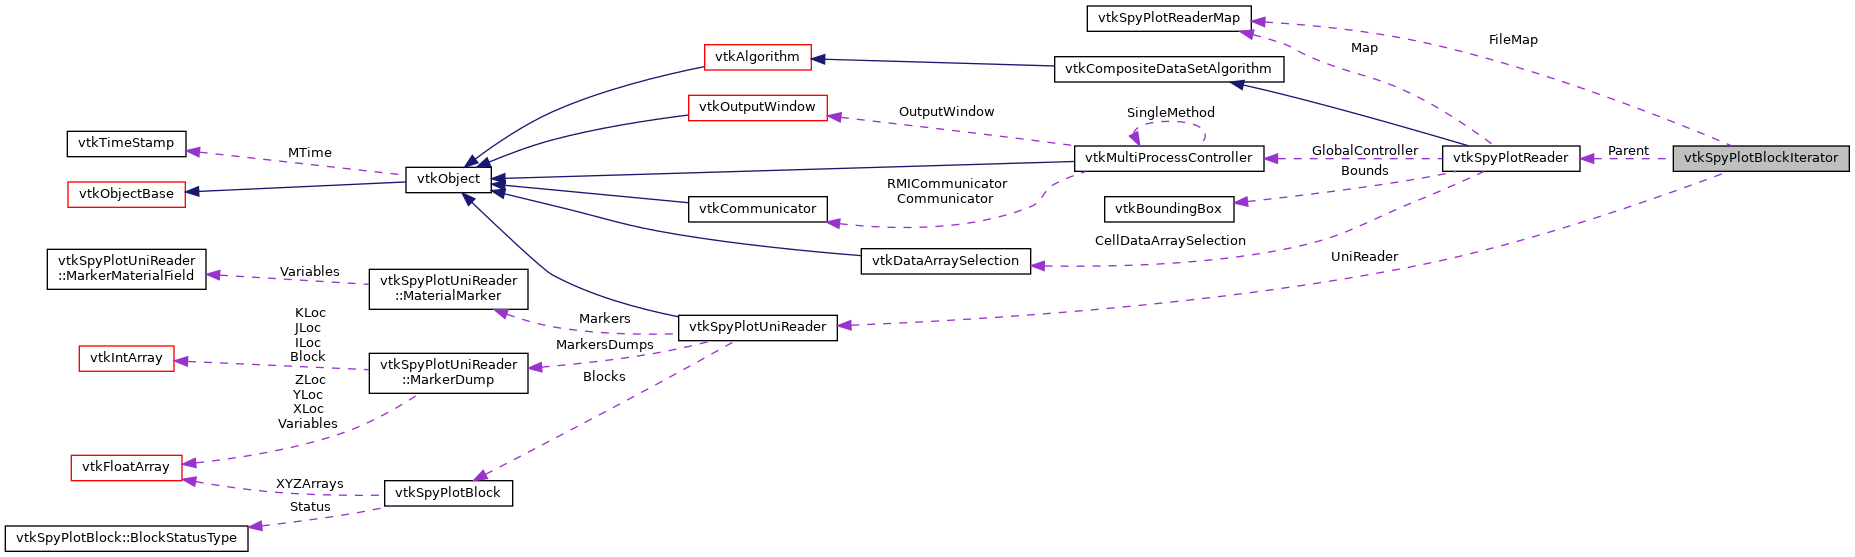 vtkSpyPlotReaderMap
FileMap
Map
vtkAlgorithm
vtkCompositeDataSetAlgorithm
vtkOutputWindow
OutputWindow
SingleMethod
vtkTimeStamp
MTime
vtkMultiProcessController
GlobalController
vtkSpyPlotReader
Parent
vtkSpyPlotBlockIterator
vtkObject
Bounds
vtkObjectBase
RMICommunicator
Communicator
vtkCommunicator
vtkBoundingBox
CellDataArraySelection
vtkDataArraySelection
UniReader
vtkSpyPlotUniReader
::MarkerMaterialField
Variables
vtkSpyPlotUniReader
::MaterialMarker
Markers
vtkSpyPlotUniReader
KLoc
JLoc
ILoc
Block
vtkIntArray
vtkSpyPlotUniReader
::MarkerDump
MarkersDumps
Blocks
ZLoc
YLoc
XLoc
Variables
vtkFloatArray
XYZArrays
vtkSpyPlotBlock
Status
vtkSpyPlotBlock::BlockStatusType